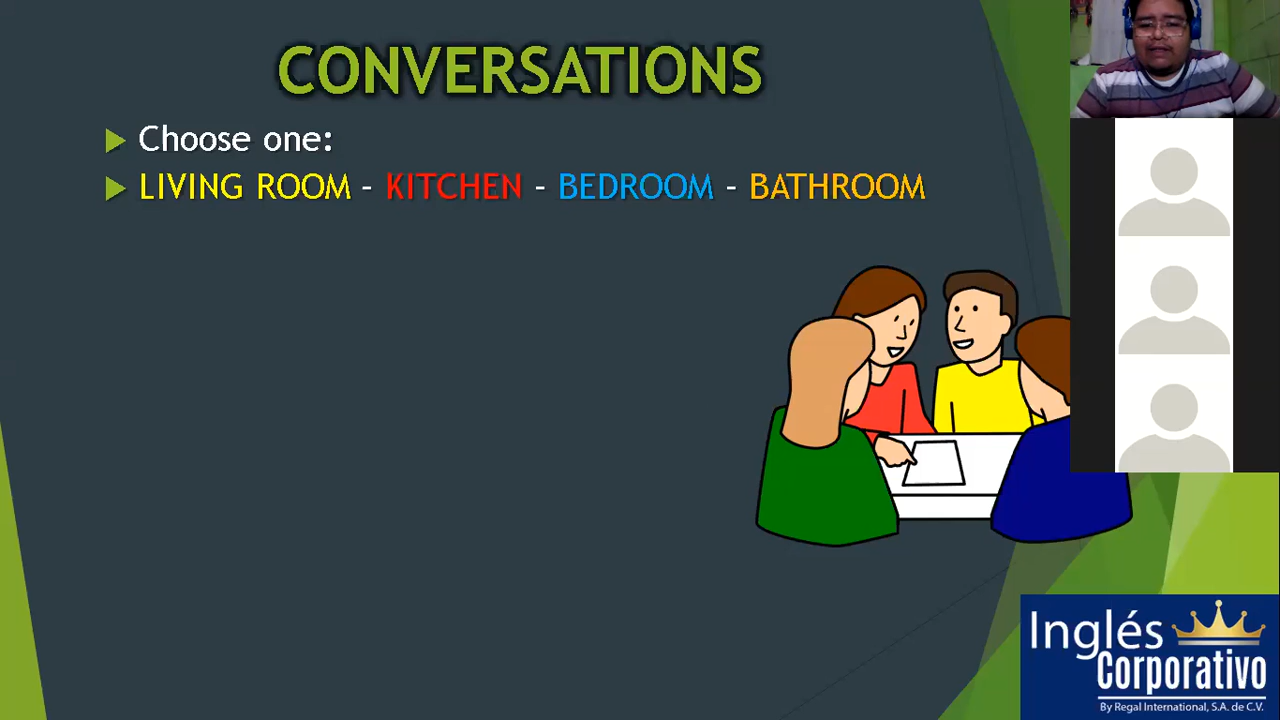 CONVERSATIONS
Choose one:
LIVING ROOM - KITCHEN - BEDROOM - BATHROOM
Inglés
Corporativo
By Regal International, S.A. de C.V.